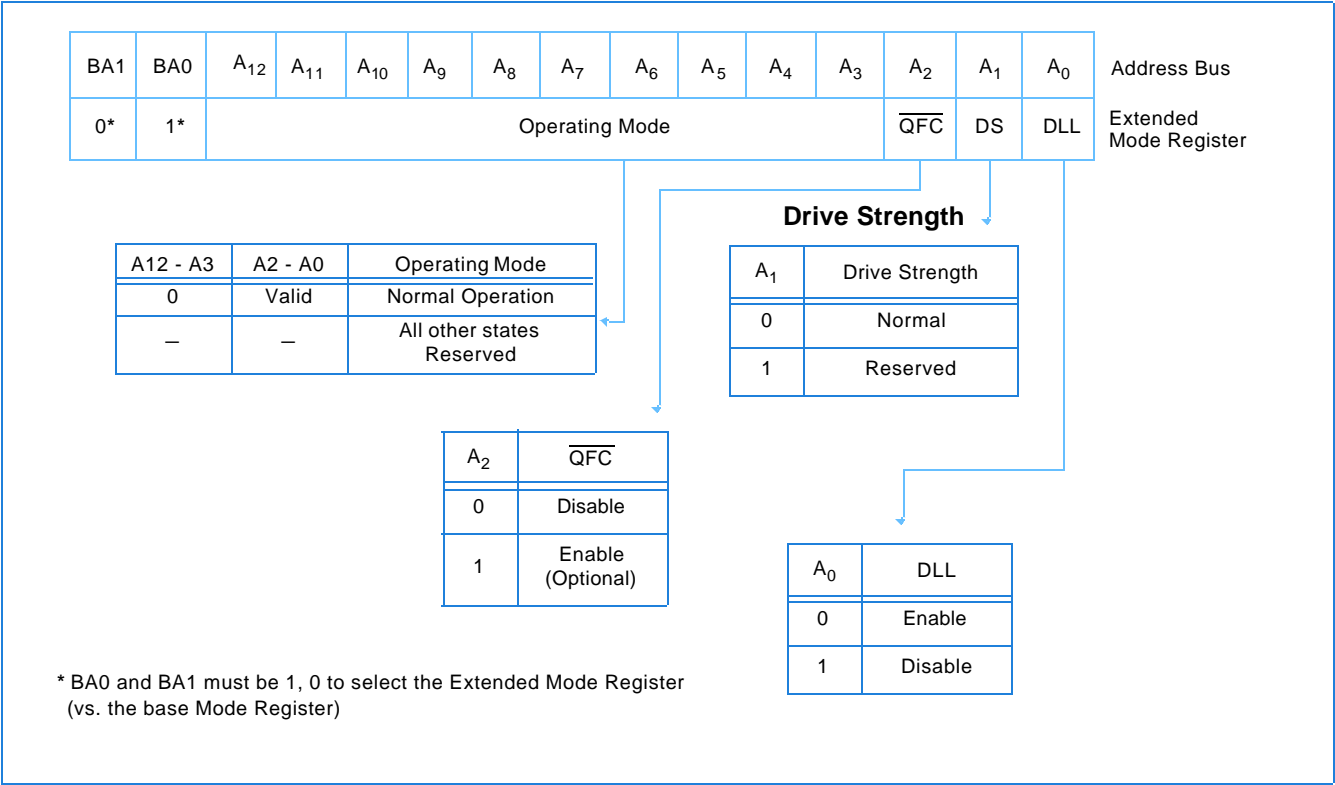 BA1 BA0 A12 A11 A10 A9 A8 A7 A6 A5 A4 A3 A2 A1 A0 Address Bus
0* 1* Operating Mode QFC DS DLL Extended
Mode Register
Drive Strength
A12 - A3 A2 - A0 Operating Mode
0 Valid Normal Operation
– – All other states
Reserved
A1 Drive Strength
0 Normal
1 Reserved
A2 QFC
0 Disable
1 Enable
(Optional)
A0 DLL
0 Enable
1 Disable
* BA0 and BA1 must be 1, 0 to select the Extended Mode Register
(vs. the base Mode Register)